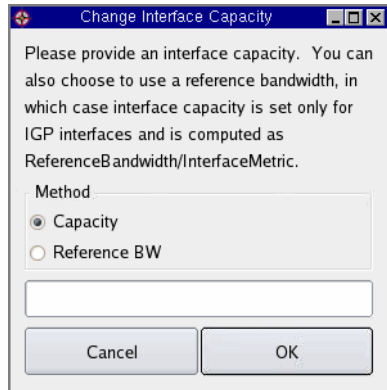 Change Interface Capacity
Please provide an interface capacity.  You can
also choose to use a reference bandwidth, in
which case interface capacity is set only for
IGP interfaces and is computed as
ReferenceBandwidth/InterfaceMetric.
Method
Capacity
Reference BW
Cancel OK